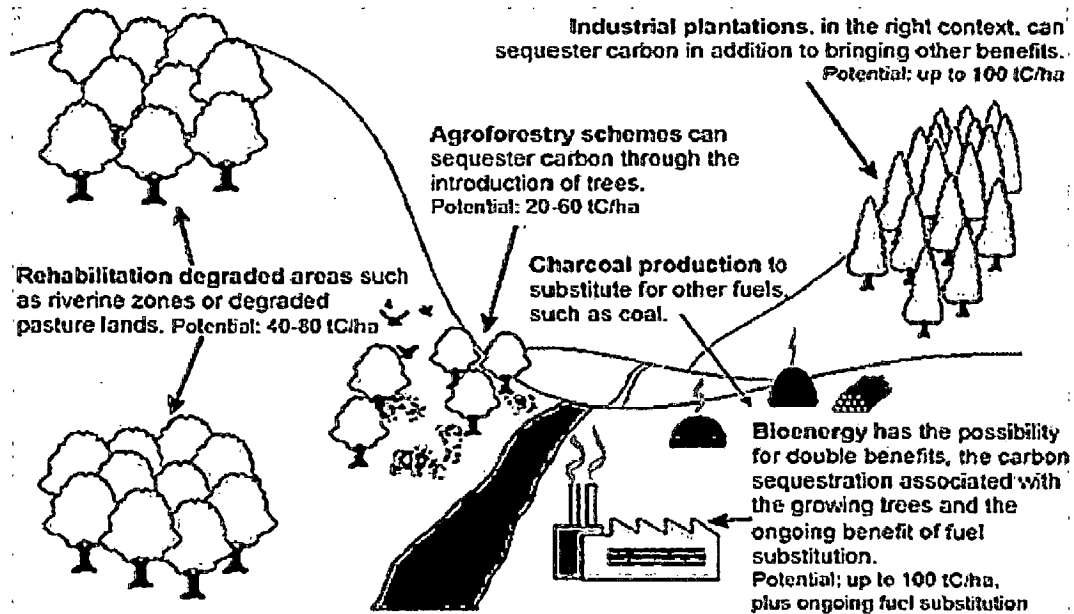 Industrial plantations, in the right context, can
sequester carbon in addition to bringing other benefits.
Potential: up to 100 tC/ha
Agroforestry schemes can
sequester carbon through the
introduction of trees.
Potential: 20-60 tC/ha
Rehabilitation degraded areas such
as riverine zones or degraded
pasture lands. Potential: 40-80 tC/ha
Charcoal production to
substitute for other fuels,
such as coal.
Bioenergy has the possibility
for double benefits, the carbon
sequestration associated with
the growing trees and the
ongoing benefit of fuel
substitution.
Potential; up to 100 tC/ha,
plus ongoing fuel substitution